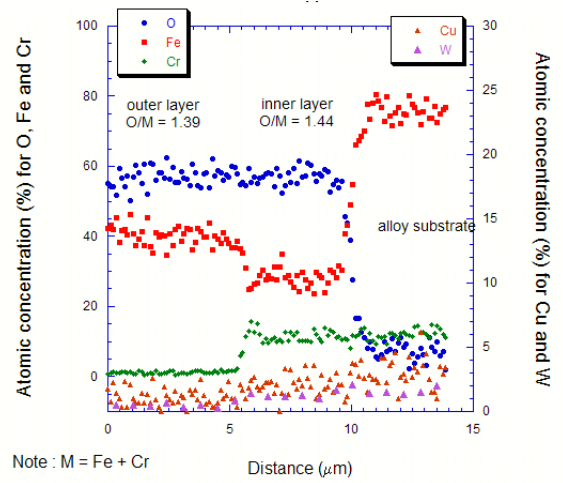 O
Fe
Cr
Cu
W
outer layer
O/M = 1.39
inner layer
O/M = 1.44
alloy substrate
Atomic concentration (%) for O, Fe and Cr
100
80
60
40
20
0
Atomic concentration (%) for Cu and W
30
25
20
15
10
5
0
0
5
10
15
Distance (μm)
Note : M = Fe + Cr